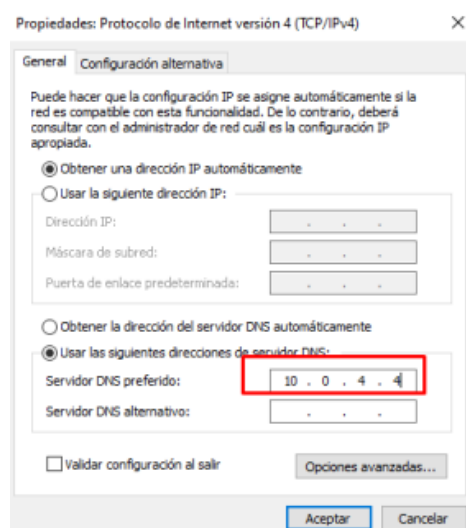 Propiedades: Protocolo de Internet versión 4 (TCP/IPv4)
General Configuración alternativa
Puede hacer que la configuración IP se asigne automáticamente si la
red es compatible con esta funcionalidad. De lo contrario, deberá
consultar con el administrador de red cuál es la configuración IP
apropiada.
Obtener una dirección IP automáticamente
Usar la siguiente dirección IP:
Dirección IP: . . .
Máscara de subred: . . .
Puerta de enlace predeterminada: . . .
Obtener la dirección del servidor DNS automáticamente
Usar las siguientes direcciones de servidor DNS:
Servidor DNS preferido: 10 . 0 . 4 . 4
Servidor DNS alternativo: . . .
Validar configuración al salir Opciones avanzadas...
Aceptar Cancelar